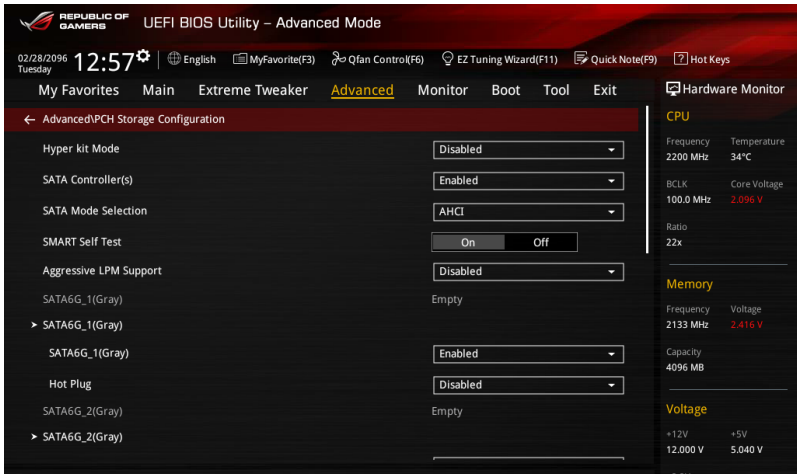 REPUBLIC OF
GAMERS
UEFI BIOS Utility – Advanced Mode
02/28/2096
Tuesday
12:57
English
MyFavorite(F3)
Qfan Control(F6)
EZ Tuning Wizard(F11)
Quick Note(F9)
? Hot Keys
My Favorites Main Extreme Tweaker Advanced Monitor Boot Tool Exit
Hardware Monitor
← Advanced\PCH Storage Configuration
Hyper kit Mode Disabled
SATA Controller(s) Enabled
SATA Mode Selection AHCI
SMART Self Test On Off
Aggressive LPM Support Disabled
SATA6G_1(Gray) Empty
SATA6G_1(Gray)
SATA6G_1(Gray) Enabled
Hot Plug Disabled
SATA6G_2(Gray) Empty
SATA6G_2(Gray)
CPU
Frequency Temperature
2200 MHz 34°C
BCLK Core Voltage
100.0 MHz 2.096 V
Ratio
22x
Memory
Frequency Voltage
2133 MHz 2.416 V
Capacity
4096 MB
Voltage
+12V +5V
12.000 V 5.040 V